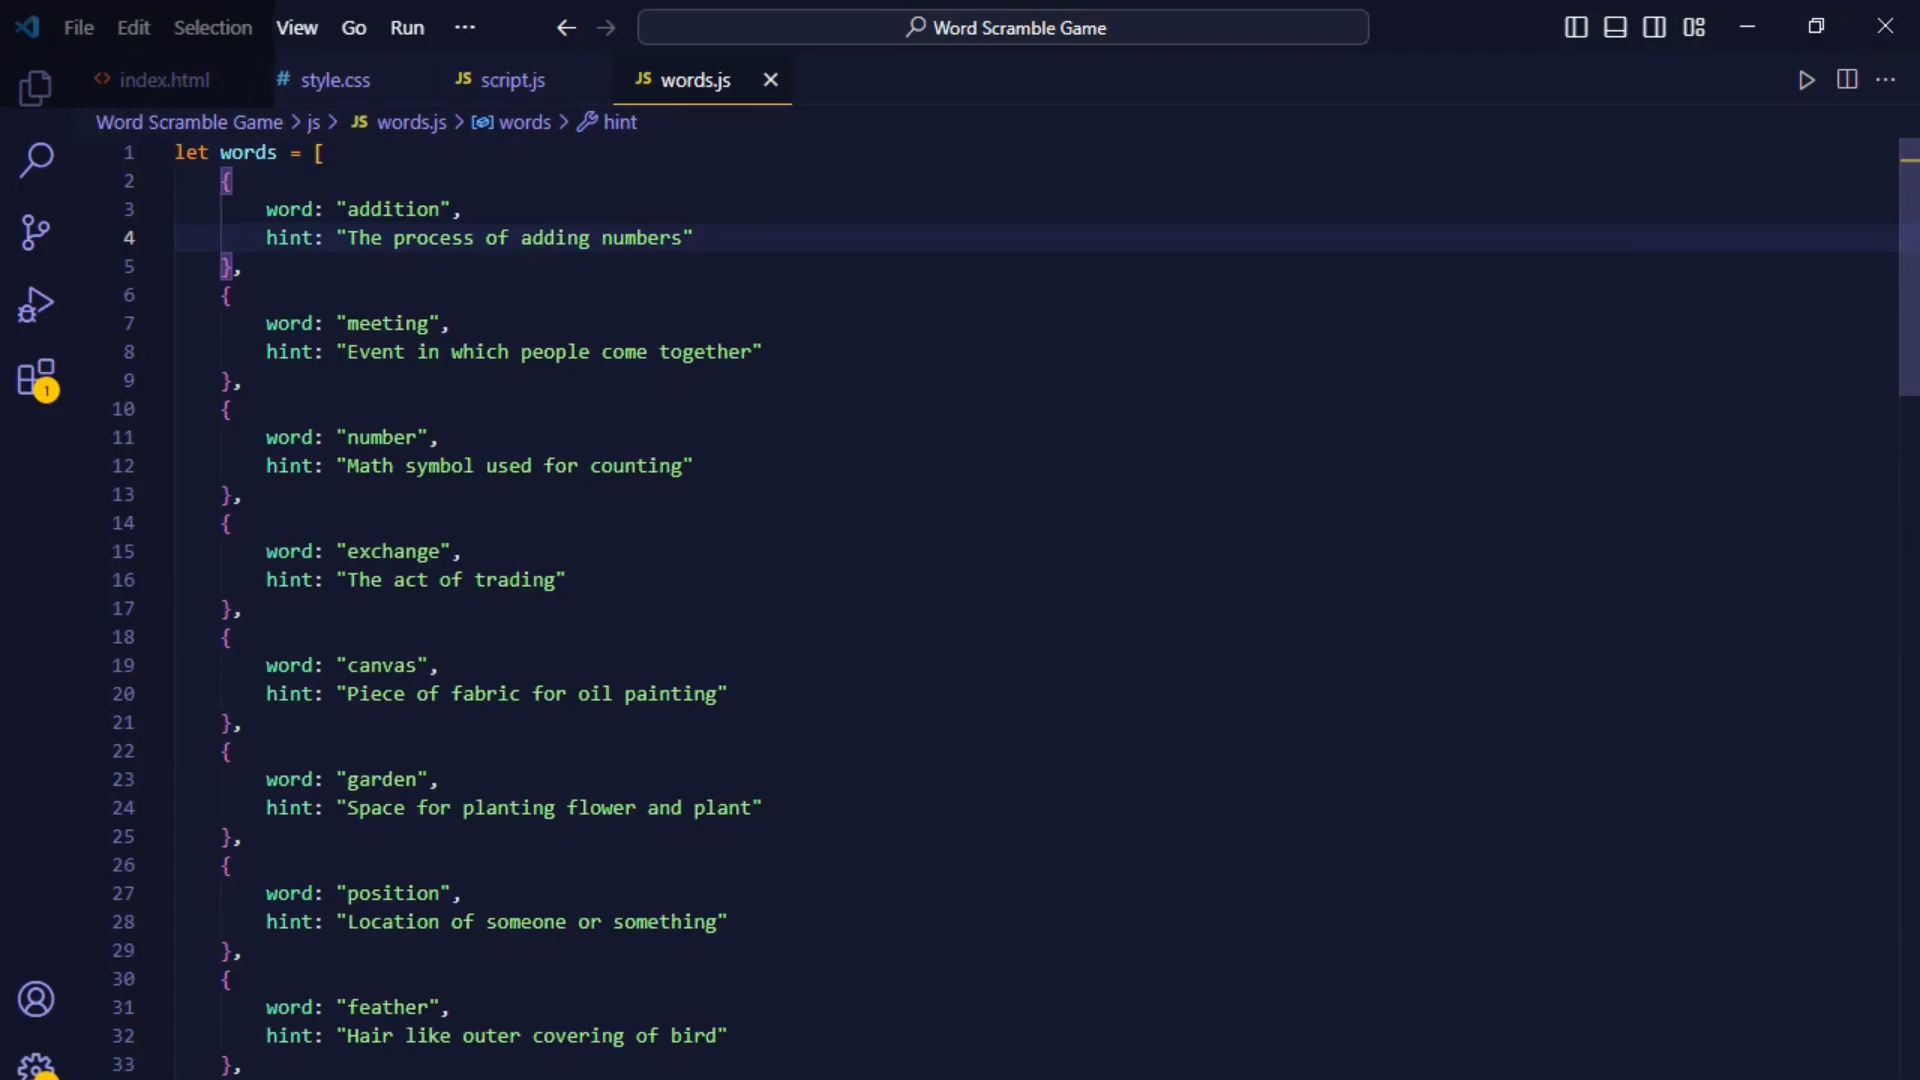 File Edit Selection View Go Run ··· Word Scramble Game
index.html # style.css JS script.js JS words.js
Word Scramble Game > js > JS words.js > words > hint
1 let words = [
2 {
3 word: "addition",
4 hint: "The process of adding numbers"
5 },
6 {
7 word: "meeting",
8 hint: "Event in which people come together"
9 },
10 {
11 word: "number",
12 hint: "Math symbol used for counting"
13 },
14 {
15 word: "exchange",
16 hint: "The act of trading"
17 },
18 {
19 word: "canvas",
20 hint: "Piece of fabric for oil painting"
21 },
22 {
23 word: "garden",
24 hint: "Space for planting flower and plant"
25 },
26 {
27 word: "position",
28 hint: "Location of someone or something"
29 },
30 {
31 word: "feather",
32 hint: "Hair like outer covering of bird"
33 },
1